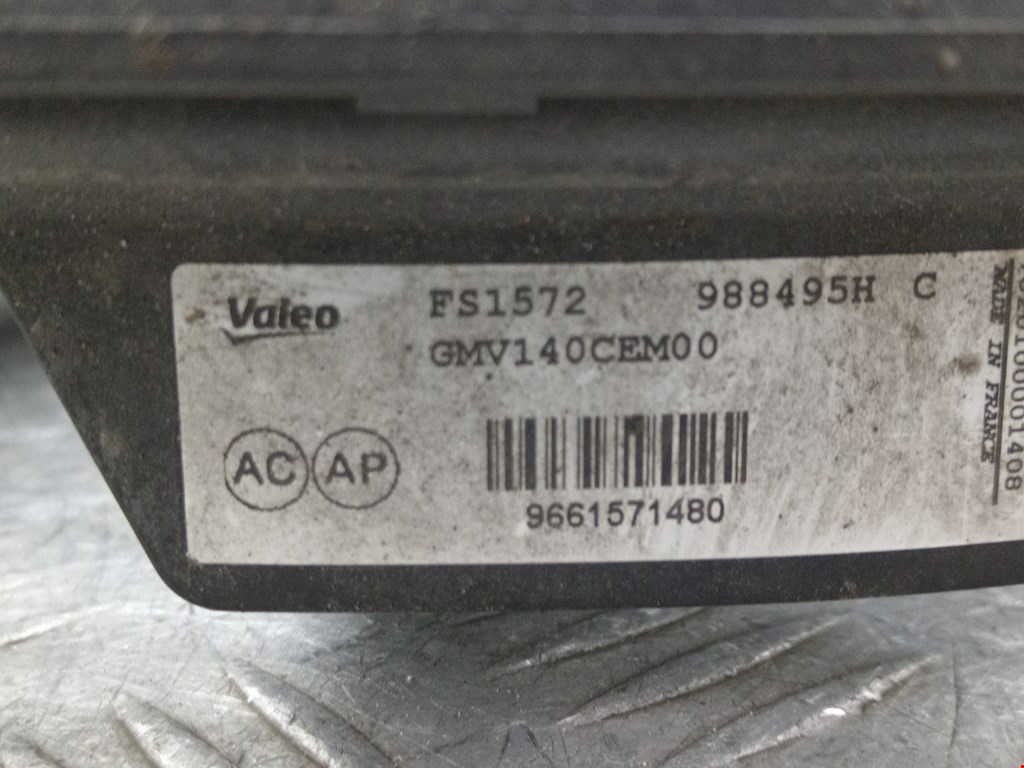 Valeo FS1572 988495H C
GMV140CEM00
AC AP
9661571480
MADE IN FRANCE